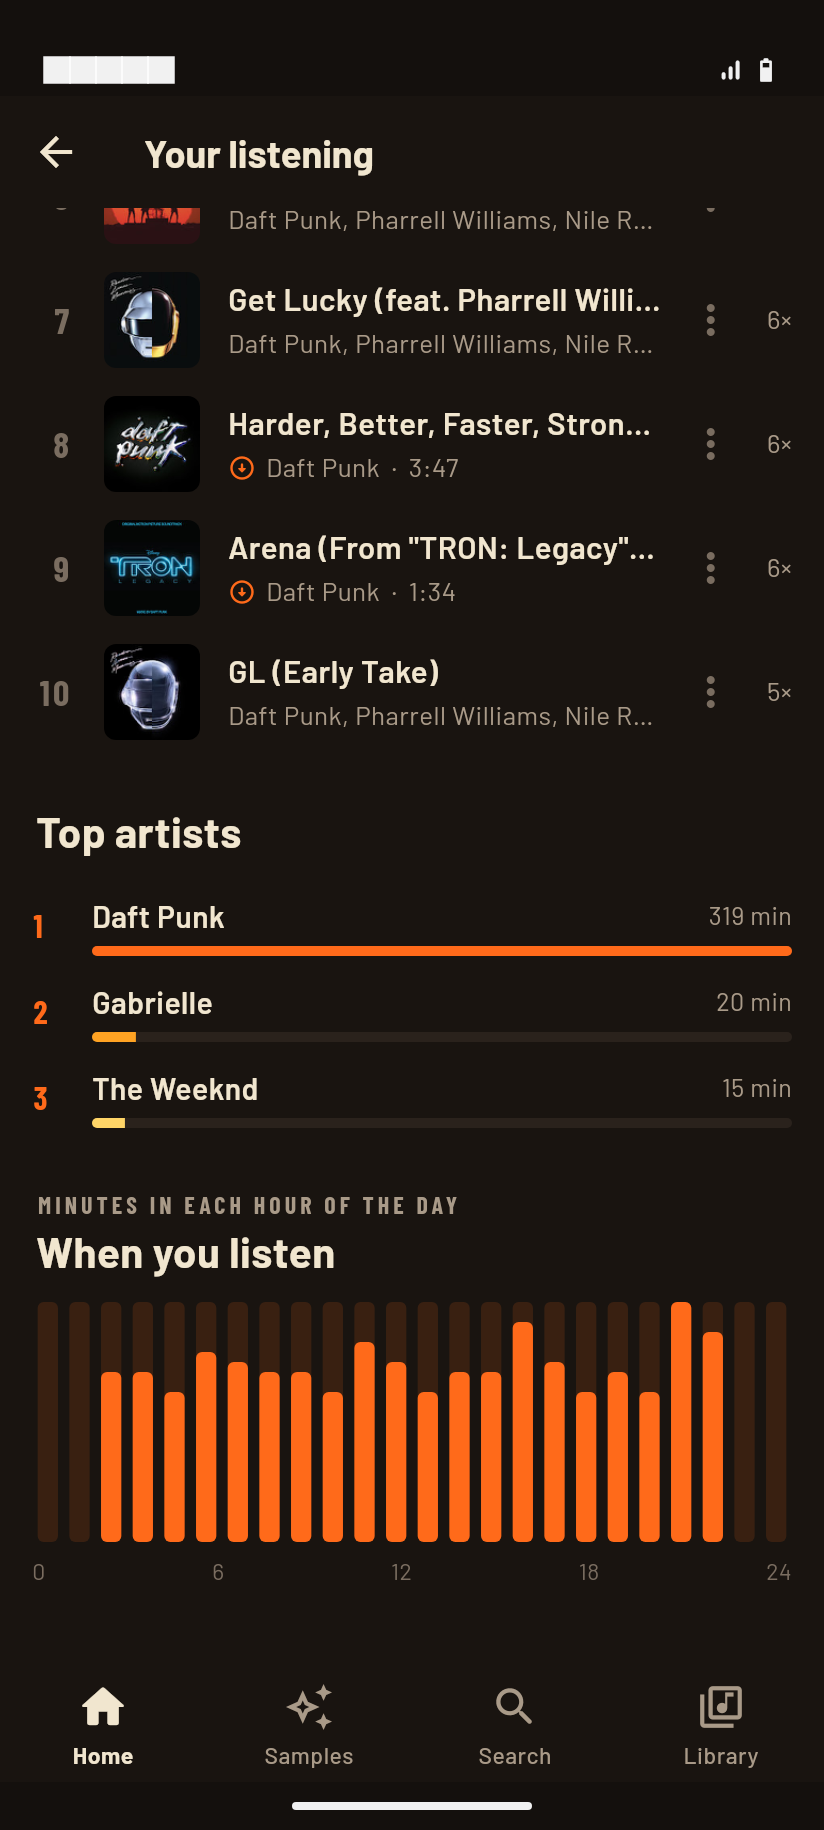 Your listening
Daft Punk, Pharrell Williams, Nile R...
7
Get Lucky (feat. Pharrell Willi...
Daft Punk, Pharrell Williams, Nile R...
6×
8
daft punk
Harder, Better, Faster, Stron...
Daft Punk · 3:47
6×
9
TRON
LEGACY
Arena (From "TRON: Legacy"...
Daft Punk · 1:34
6×
10
GL (Early Take)
Daft Punk, Pharrell Williams, Nile R...
5×
Top artists
1
Daft Punk
319 min
2
Gabrielle
20 min
3
The Weeknd
15 min
MINUTES IN EACH HOUR OF THE DAY
When you listen
0 6 12 18 24
Home Samples Search Library